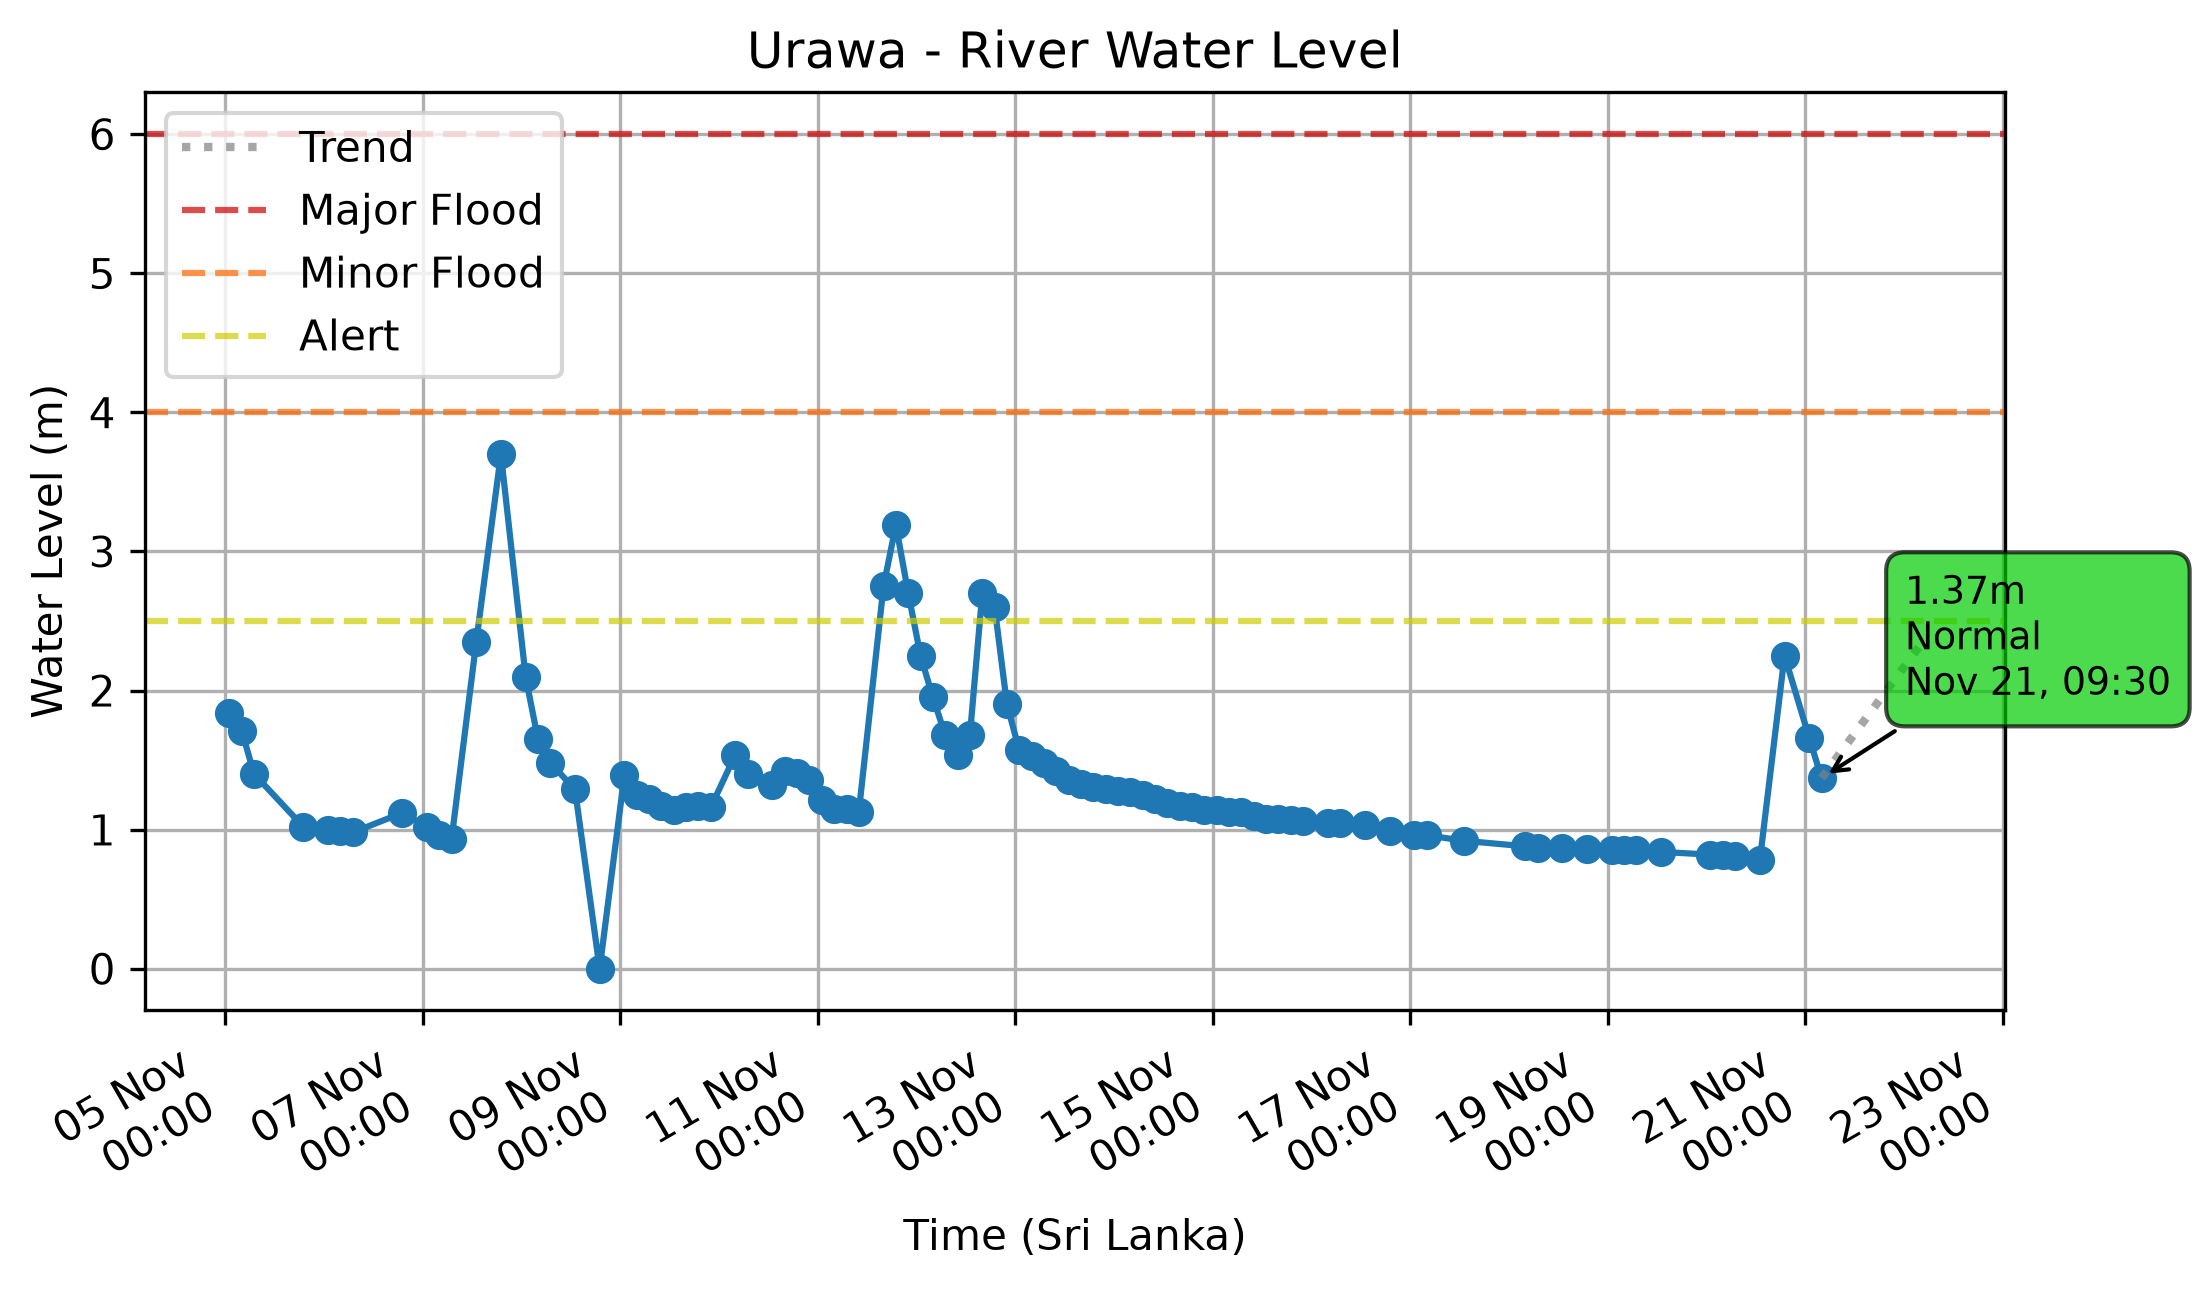 Urawa - River Water Level
Trend
Major Flood
Minor Flood
Alert
Water Level (m)
6
5
4
3
2
1
0
1.37m
Normal
Nov 21, 09:30
05 Nov
00:00
07 Nov
00:00
09 Nov
00:00
11 Nov
00:00
13 Nov
00:00
15 Nov
00:00
17 Nov
00:00
19 Nov
00:00
21 Nov
00:00
23 Nov
00:00
Time (Sri Lanka)